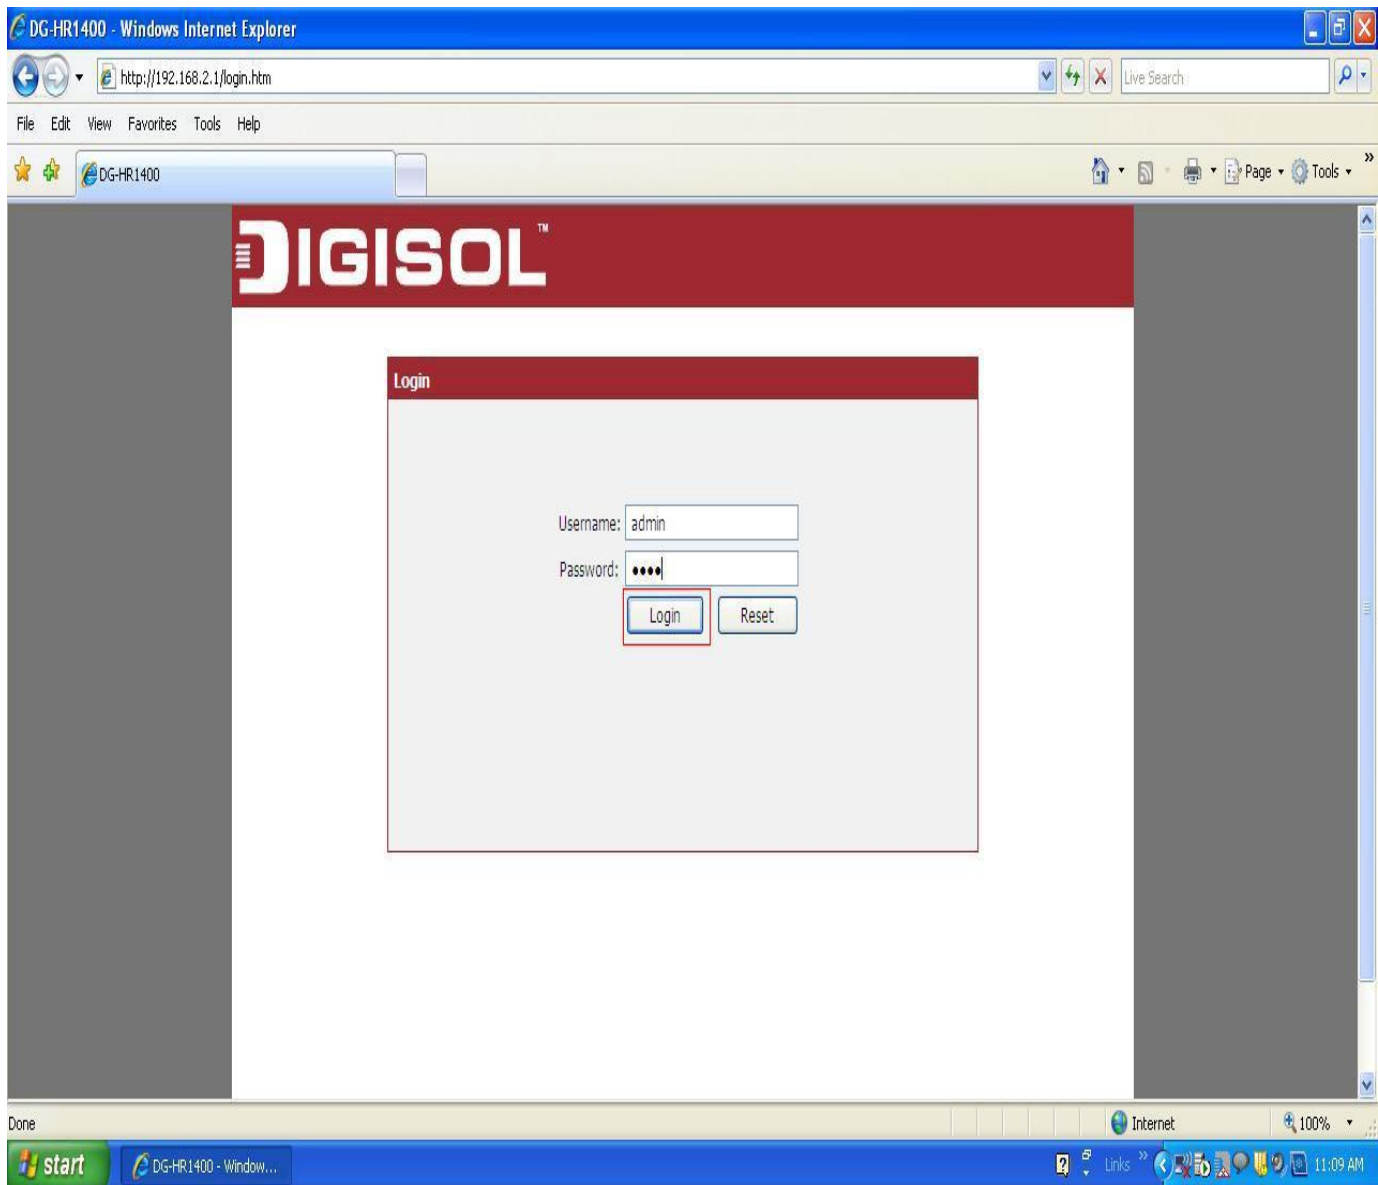 DG-HR1400 - Windows Internet Explorer
http://192.168.2.1/login.htm
Live Search
File Edit View Favorites Tools Help
DG-HR1400
Page Tools »
DIGISOL™
Login
Username: admin
Password: ••••
Login Reset
Done
Internet 100%
start DG-HR1400 - Window... Links » 11:09 AM